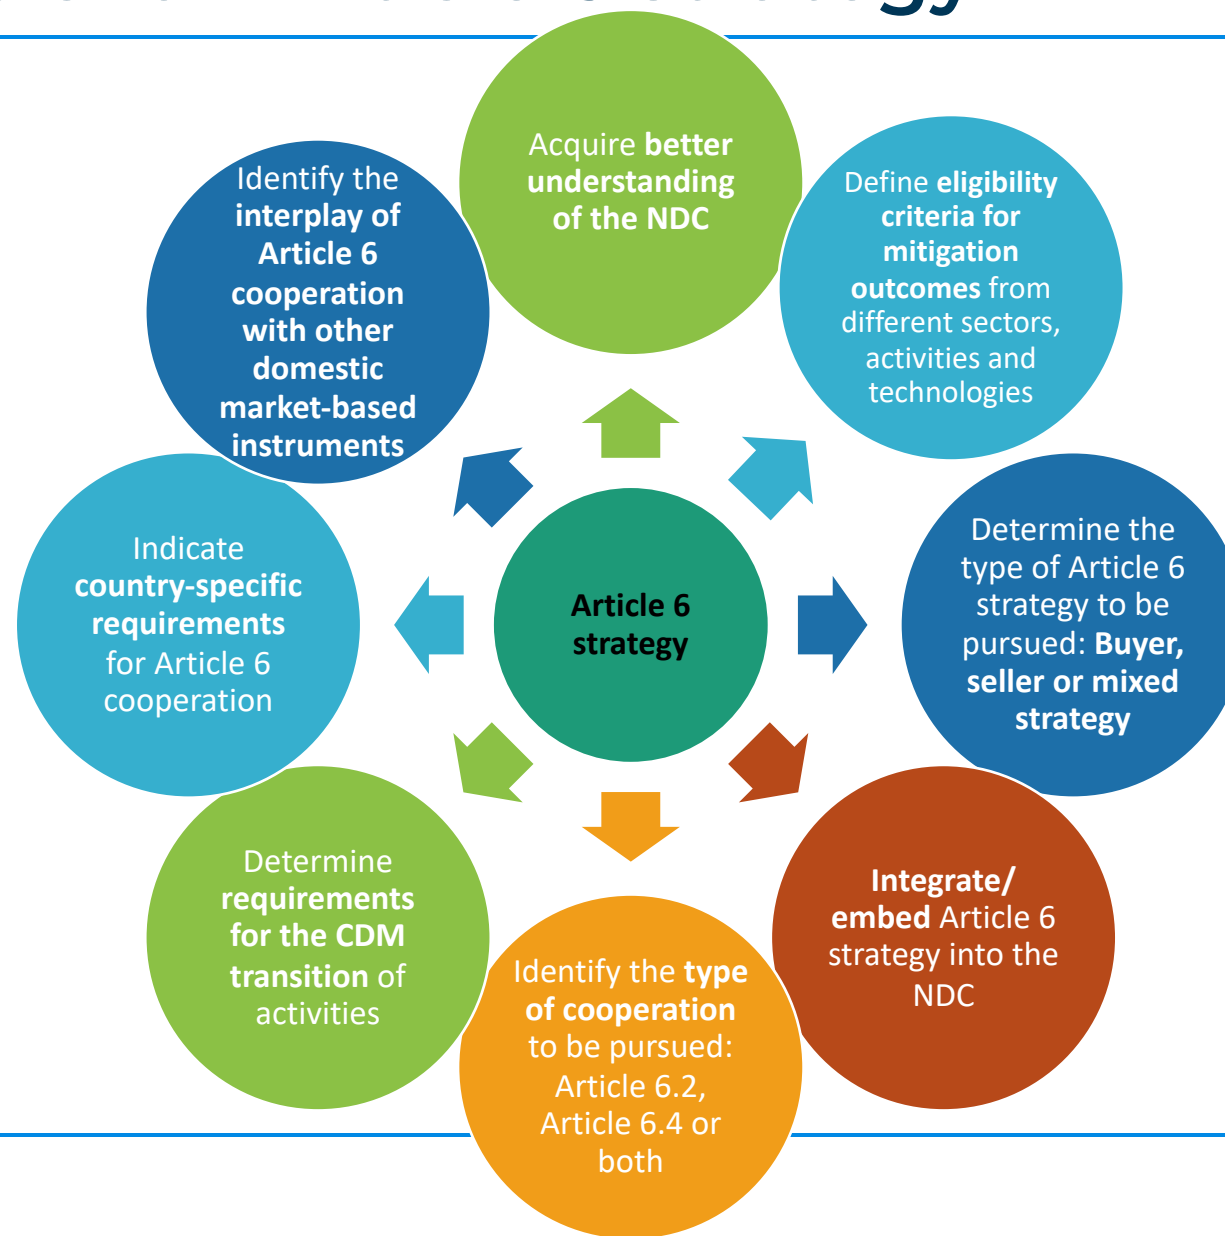 Acquire better
understanding
of the NDC
Define eligibility
criteria for
mitigation
outcomes from
different sectors,
activities and
technologies
Determine the
type of Article 6
strategy to be
pursued: Buyer,
seller or mixed
strategy
Integrate/
embed Article 6
strategy into the
NDC
Identify the type
of cooperation
to be pursued:
Article 6.2,
Article 6.4 or
both
Determine
requirements
for the CDM
transition of
activities
Indicate
country-specific
requirements
for Article 6
cooperation
Identify the
interplay of
Article 6
cooperation
with other
domestic
market-based
instruments
Article 6
strategy